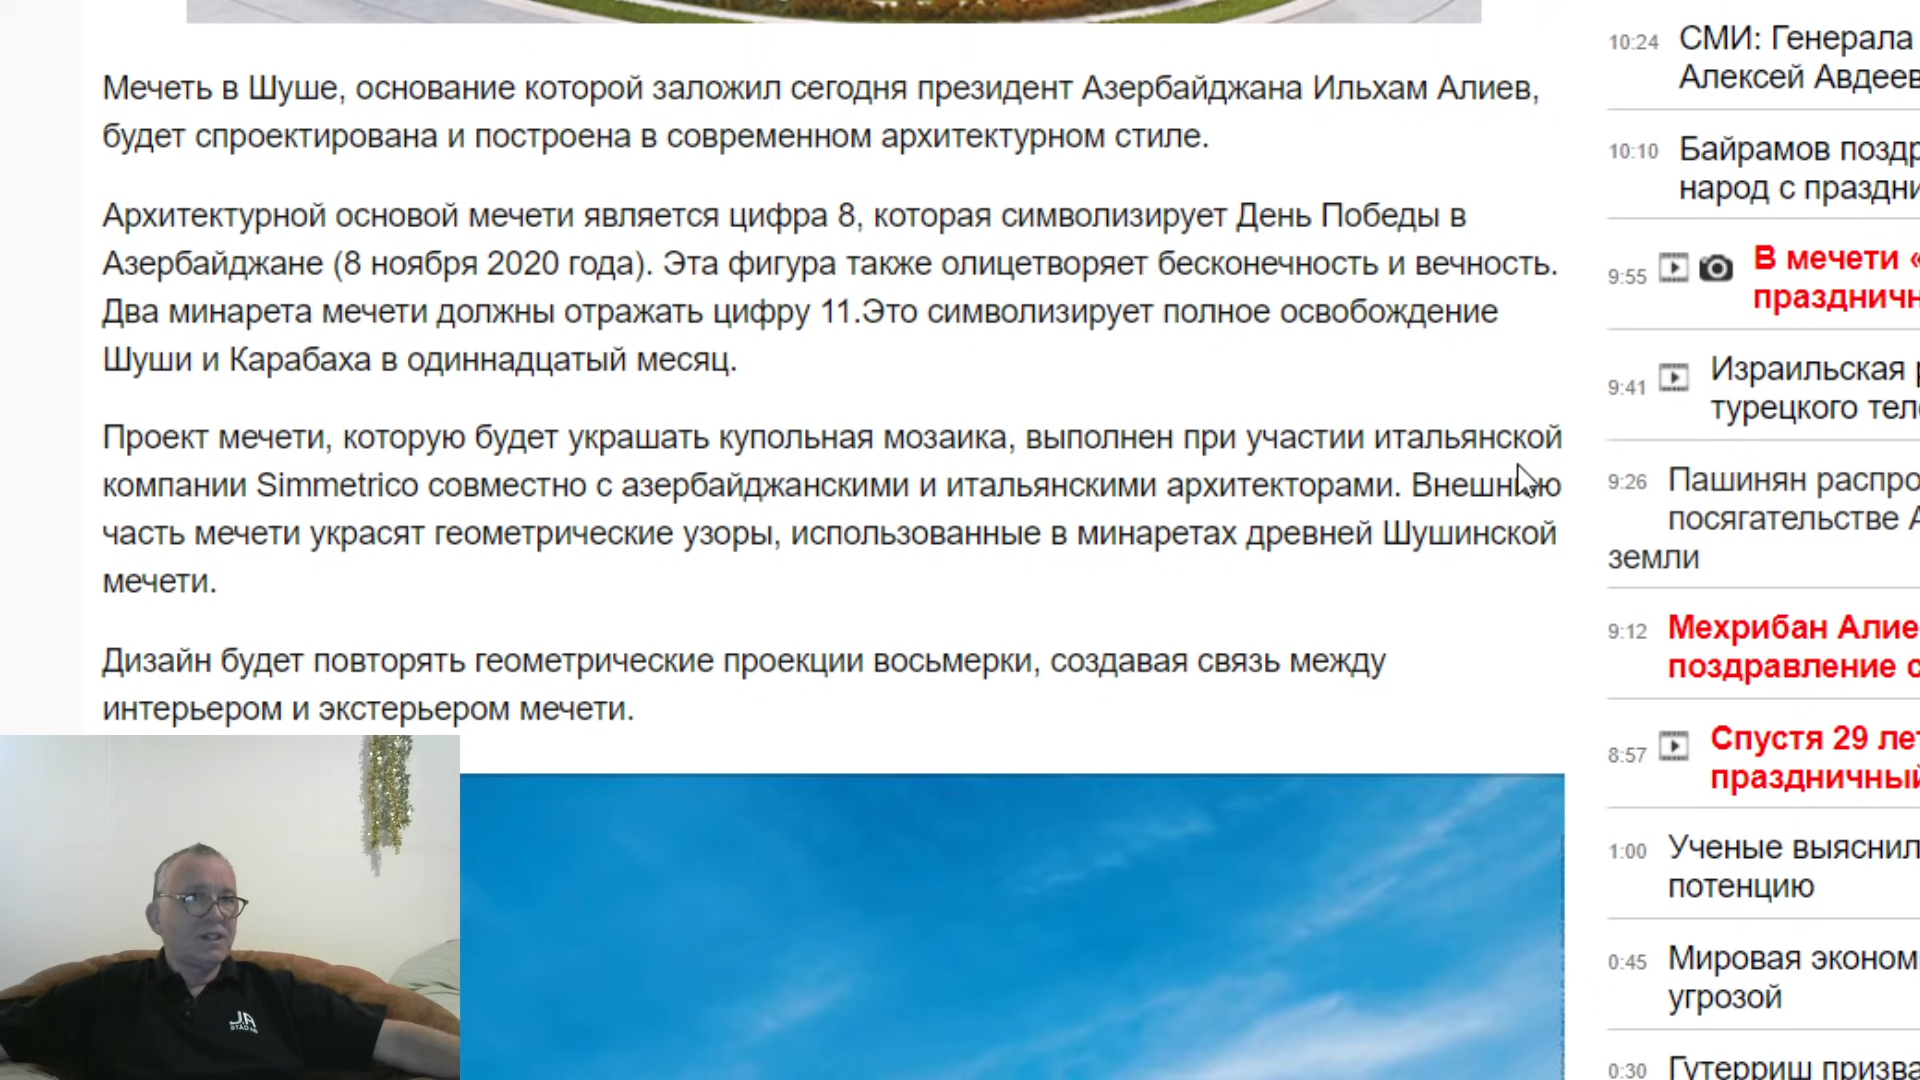 Мечеть в Шуше, основание которой заложил сегодня президент Азербайджана Ильхам Алиев,
будет спроектирована и построена в современном архитектурном стиле.
Архитектурной основой мечети является цифра 8, которая символизирует День Победы в
Азербайджане (8 ноября 2020 года). Эта фигура также олицетворяет бесконечность и вечность.
Два минарета мечети должны отражать цифру 11.Это символизирует полное освобождение
Шуши и Карабаха в одиннадцатый месяц.
Проект мечети, которую будет украшать купольная мозаика, выполнен при участии итальянской
компании Simmetrico совместно с азербайджанскими и итальянскими архитекторами. Внешнюю
часть мечети украсят геометрические узоры, использованные в минаретах древней Шушинской
мечети.
Дизайн будет повторять геометрические проекции восьмерки, создавая связь между
интерьером и экстерьером мечети.
10:24 СМИ: Генерала
Алексей Авдеев
10:10 Байрамов поздр
народ с праздни
9:55 В мечети «
праздничн
9:41 Израильская
турецкого тел
9:26 Пашинян распро
посягательстве А
земли
9:12 Мехрибан Алие
поздравление с
8:57 Спустя 29 лет
праздничный
1:00 Ученые выяснил
потенцию
0:45 Мировая эконом
угрозой
0:30 Гутерриш призва
JA
STÄD AB